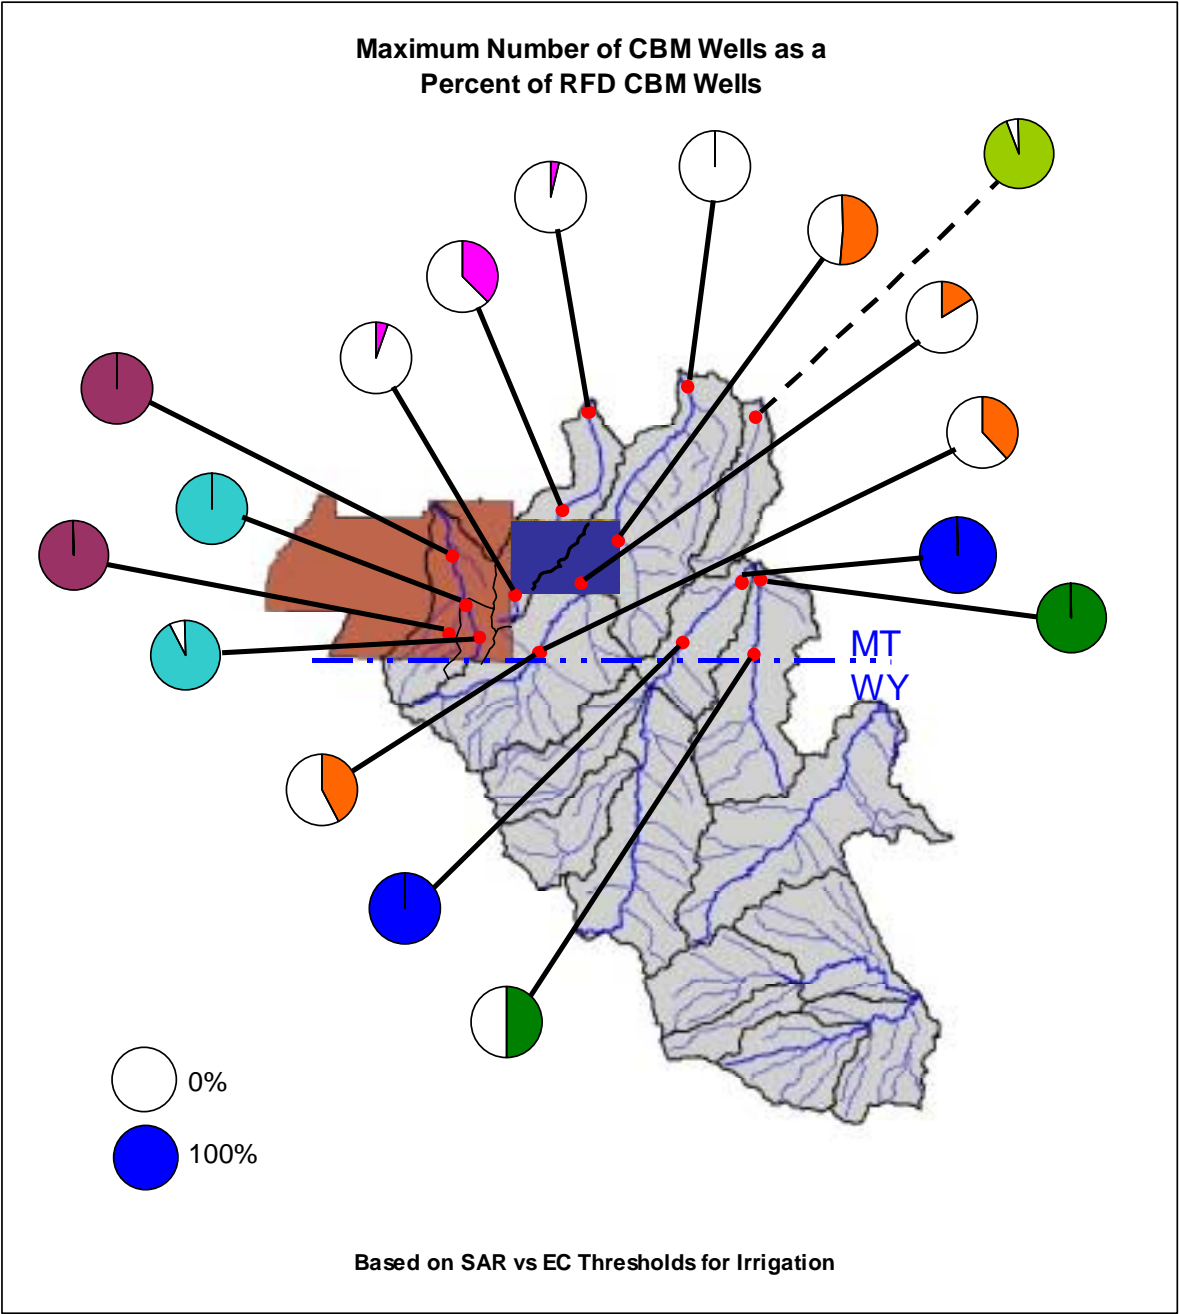 Maximum Number of CBM Wells as a
Percent of RFD CBM Wells
MT
WY
0%
100%
Based on SAR vs EC Thresholds for Irrigation